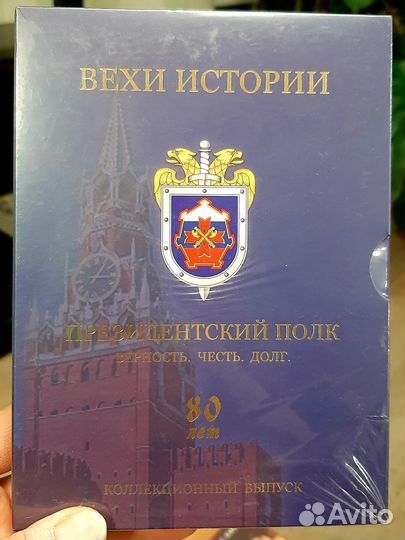 ВЕХИ ИСТОРИИ
ПРЕЗИДЕНТСКИЙ ПОЛК
ВЕРНОСТЬ. ЧЕСТЬ. ДОЛГ.
80
лет
КОЛЛЕКЦИОННЫЙ ВЫПУСК
Avito